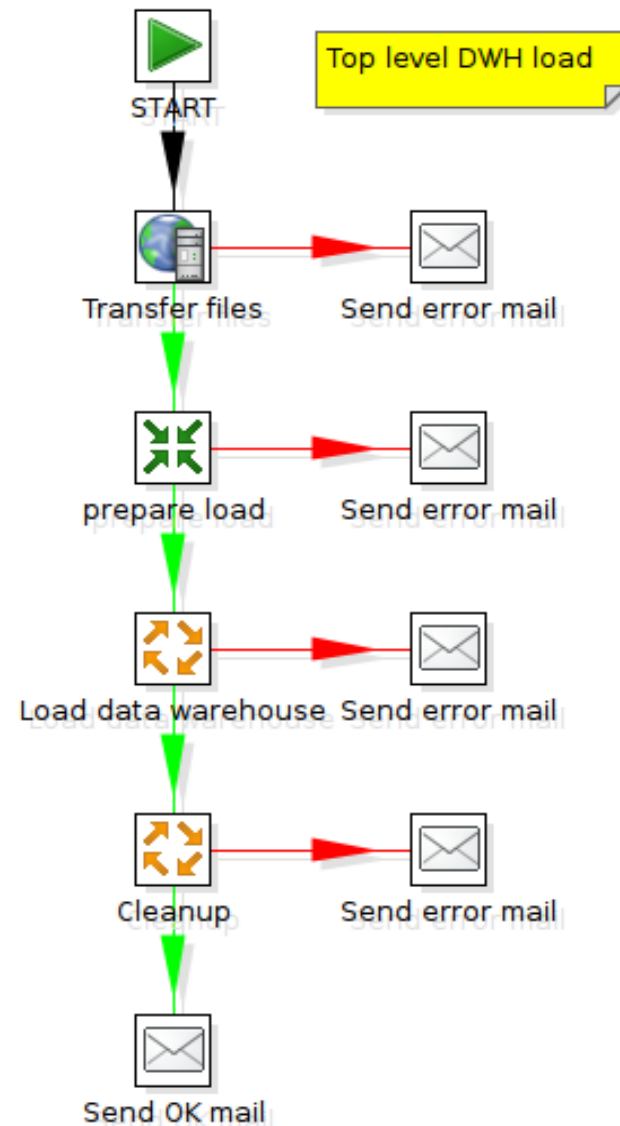 START
Top level DWH load
Transfer files
Send error mail
prepare load
Send error mail
Load data warehouse
Send error mail
Cleanup
Send error mail
Send OK mail